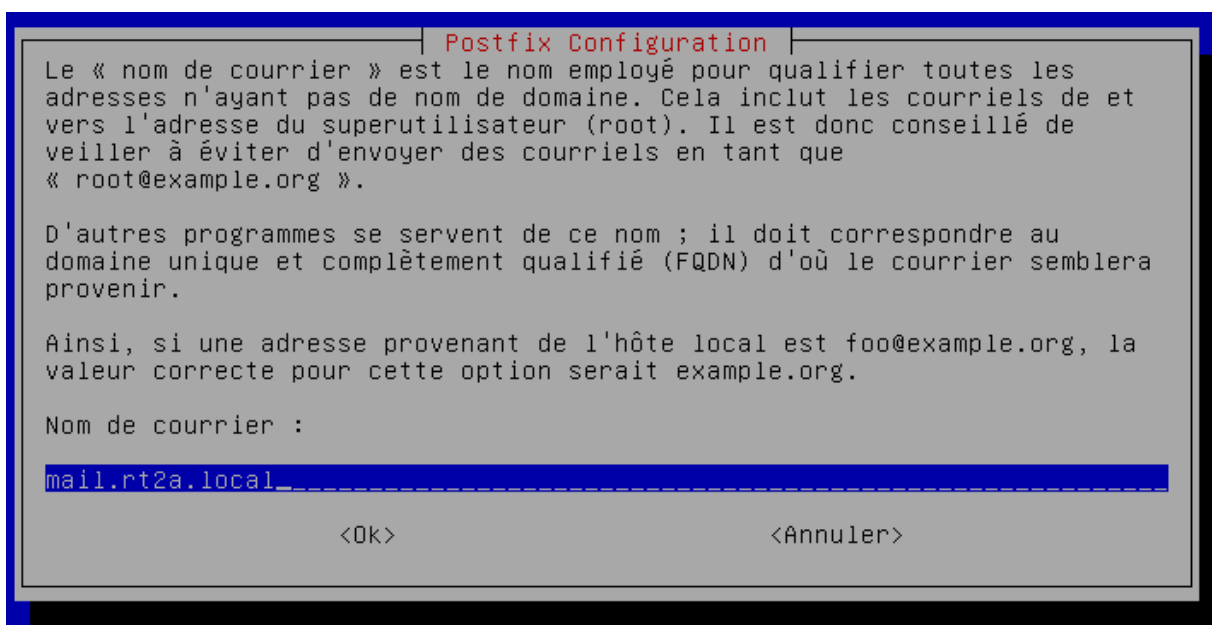 Postfix Configuration
Le « nom de courrier » est le nom employé pour qualifier toutes les
adresses n'ayant pas de nom de domaine. Cela inclut les courriels de et
vers l'adresse du superutilisateur (root). Il est donc conseillé de
veiller à éviter d'envoyer des courriels en tant que
« root@example.org ».
D'autres programmes se servent de ce nom ; il doit correspondre au
domaine unique et complètement qualifié (FQDN) d'où le courrier semblera
provenir.
Ainsi, si une adresse provenant de l'hôte local est foo@example.org, la
valeur correcte pour cette option serait example.org.
Nom de courrier :
mail.rt2a.local
<Ok> <Annuler>